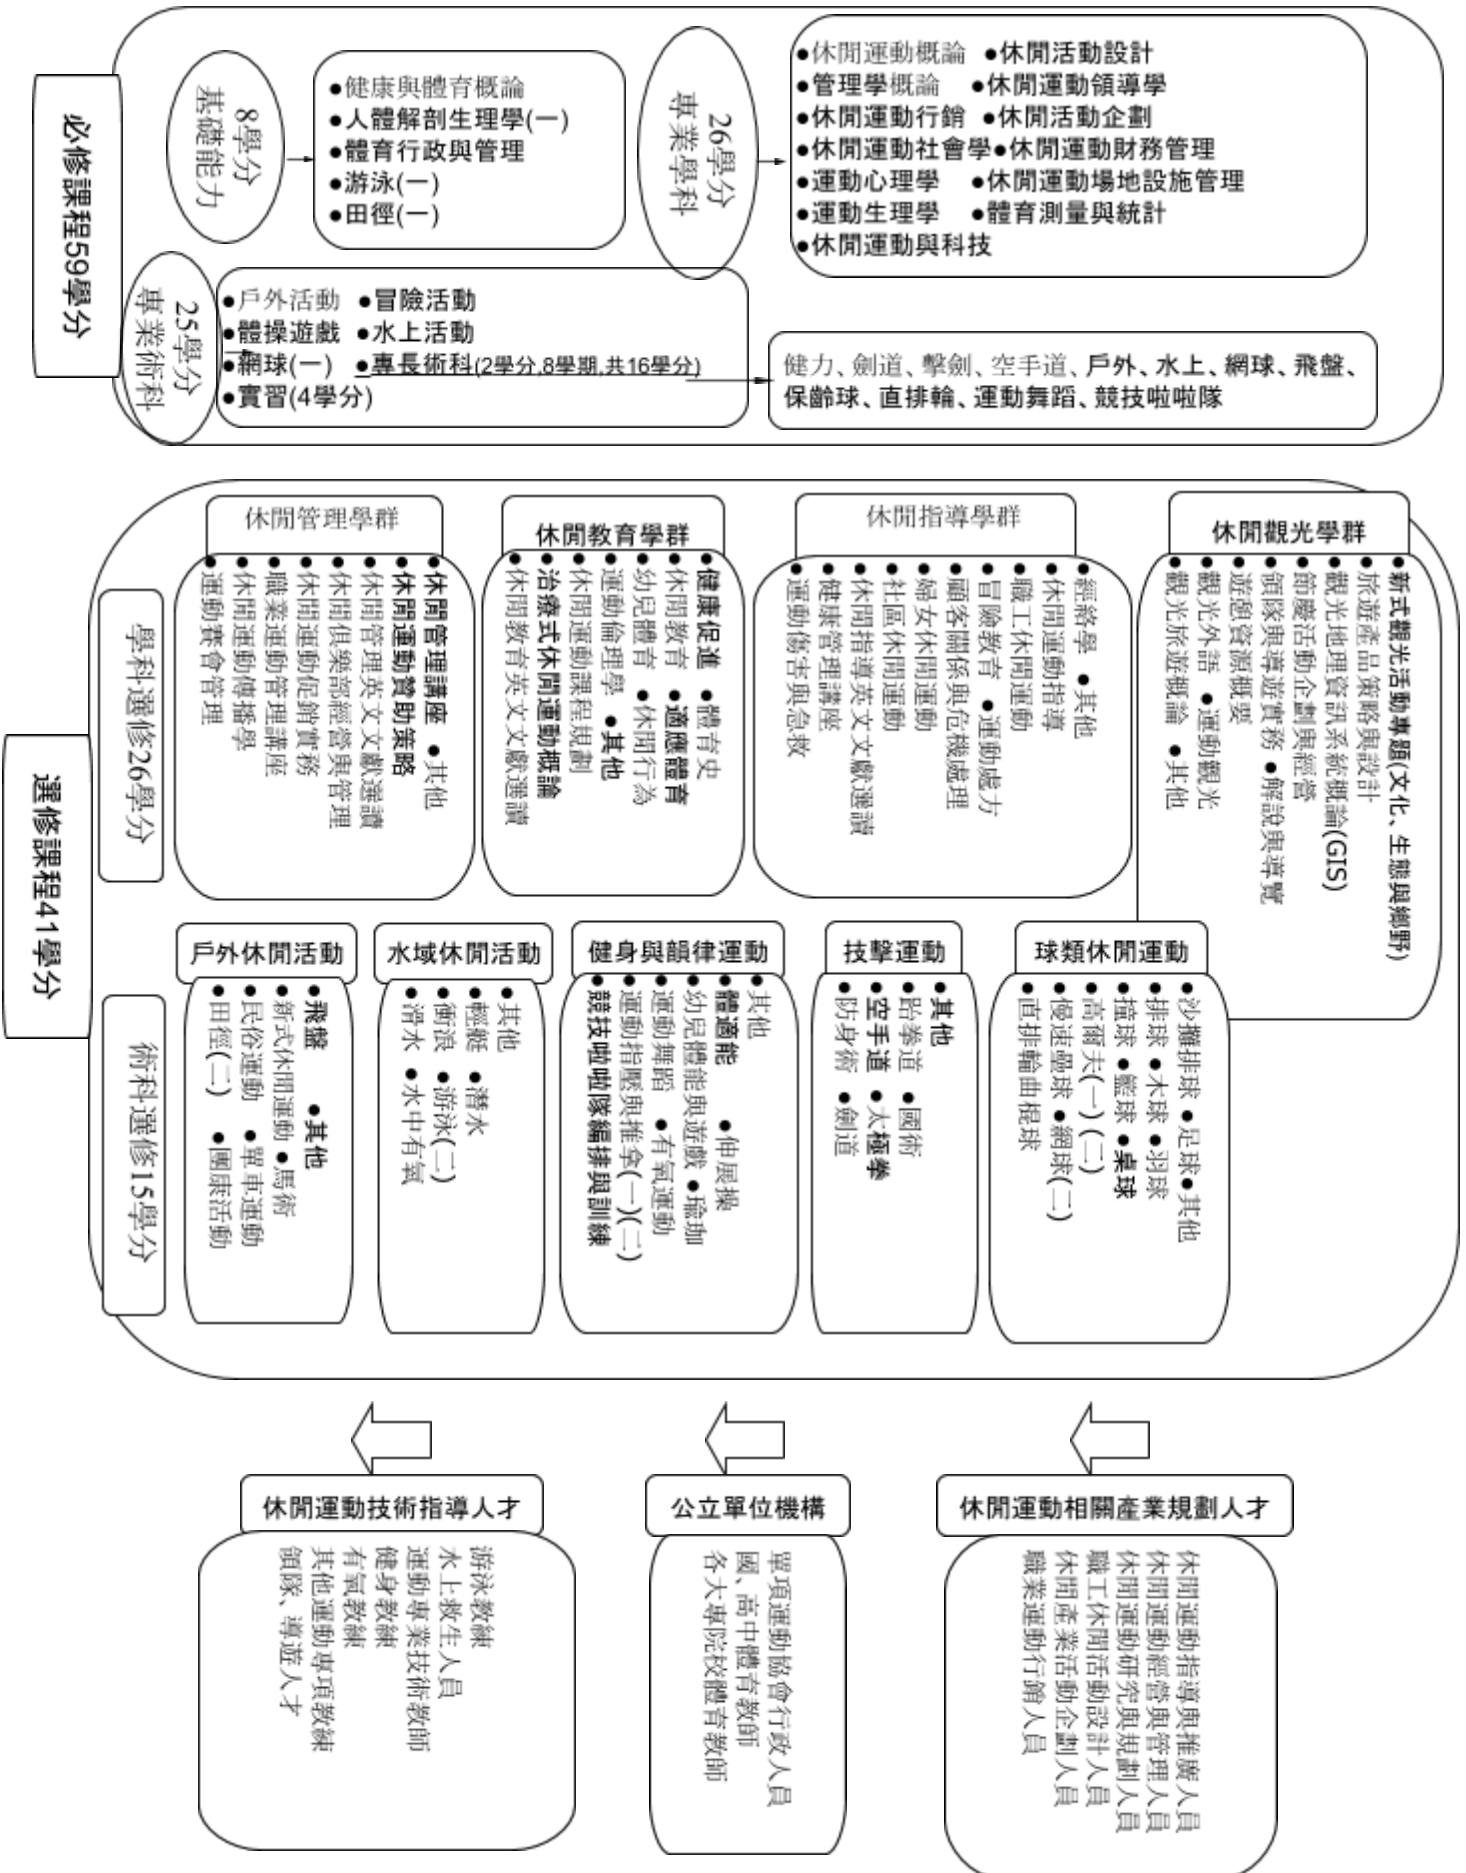 必修課程59學分
8學分
基礎能力
●健康與體育概論
●人體解剖生理學(一)
●體育行政與管理
●游泳(一)
●田徑(一)
26學分
專業學科
●休閒運動概論 ●休閒活動設計
●管理學概論 ●休閒運動領導學
●休閒運動行銷 ●休閒活動企劃
●休閒運動社會學●休閒運動財務管理
●運動心理學 ●休閒運動場地設施管理
●運動生理學 ●體育測量與統計
●休閒運動與科技
25學分
專業術科
●戶外活動 ●冒險活動
●體操遊戲 ●水上活動
●網球(一) ●專長術科(2學分,8學期,共16學分)
●實習(4學分)
健力、劍道、擊劍、空手道、戶外、水上、網球、飛盤、
保齡球、直排輪、運動舞蹈、競技啦啦隊
選修課程41學分
學科選修26學分
休閒管理學群
●休閒管理講座 ●其他
●休閒運動贊助策略
●休閒管理英文文獻選讀
●休閒俱樂部經營與管理
●休閒運動促銷實務
●職業運動管理講座
●休閒運動傳播學
●運動賽會管理
休閒教育學群
●健康促進 ●體育史
●休閒教育 ●適應體育
●幼兒體育 ●休閒行為
●運動倫理學 ●其他
●休閒運動課程規劃
●治療式休閒運動概論
●休閒教育英文文獻選讀
休閒指導學群
●經絡學 ●其他
●休閒運動指導
●職工休閒運動
●冒險教育 ●運動處方
●顧客關係與危機處理
●婦女休閒運動
●社區休閒運動
●休閒指導英文文獻選讀
●健康管理講座
●運動傷害與急救
休閒觀光學群
●新式觀光活動專題(文化、生態與鄉野)
●旅遊產品策略與設計
●觀光地理資訊系統概論(GIS)
●節慶活動企劃與經營
●領隊與導遊實務 ●解說與導覽
●遊憩資源概要
●觀光外語 ●運動觀光
●觀光旅遊概論 ●其他
術科選修15學分
戶外休閒活動
●飛盤 ●其他
●新式休閒運動 ●馬術
●民俗運動 ●單車運動
●田徑(二) ●團康活動
水域休閒活動
●其他
●輕艇 ●潛水
●衝浪 ●游泳(二)
●滑水 ●水中有氧
健身與韻律運動
●其他
●體適能 ●伸展操
●幼兒體能與遊戲 ●瑜珈
●運動舞蹈 ●有氧運動
●運動指壓與推拿(一)(二)
●競技啦啦隊編排與訓練
技擊運動
●其他
●跆拳道 ●國術
●空手道 ●太極拳
●防身術 ●劍道
球類休閒運動
●沙灘排球 ●足球●其他
●排球 ●木球 ●羽球
●撞球 ●籃球 ●桌球
●高爾夫(一)(二)
●慢速壘球 ●網球(二)
●直排輪曲棍球
休閒運動技術指導人才
游泳教練
水上救生人員
運動專業技術教師
健身教練
有氧教練
其他運動專項教練
領隊、導遊人才
公立單位機構
單項運動協會行政人員
國、高中體育教師
各大專院校體育教師
休閒運動相關產業規劃人才
休閒運動指導與推廣人員
休閒運動經營與管理人員
休閒運動研究與規劃人員
職工休閒活動設計人員
休閒產業活動企劃人員
職業運動行銷人員